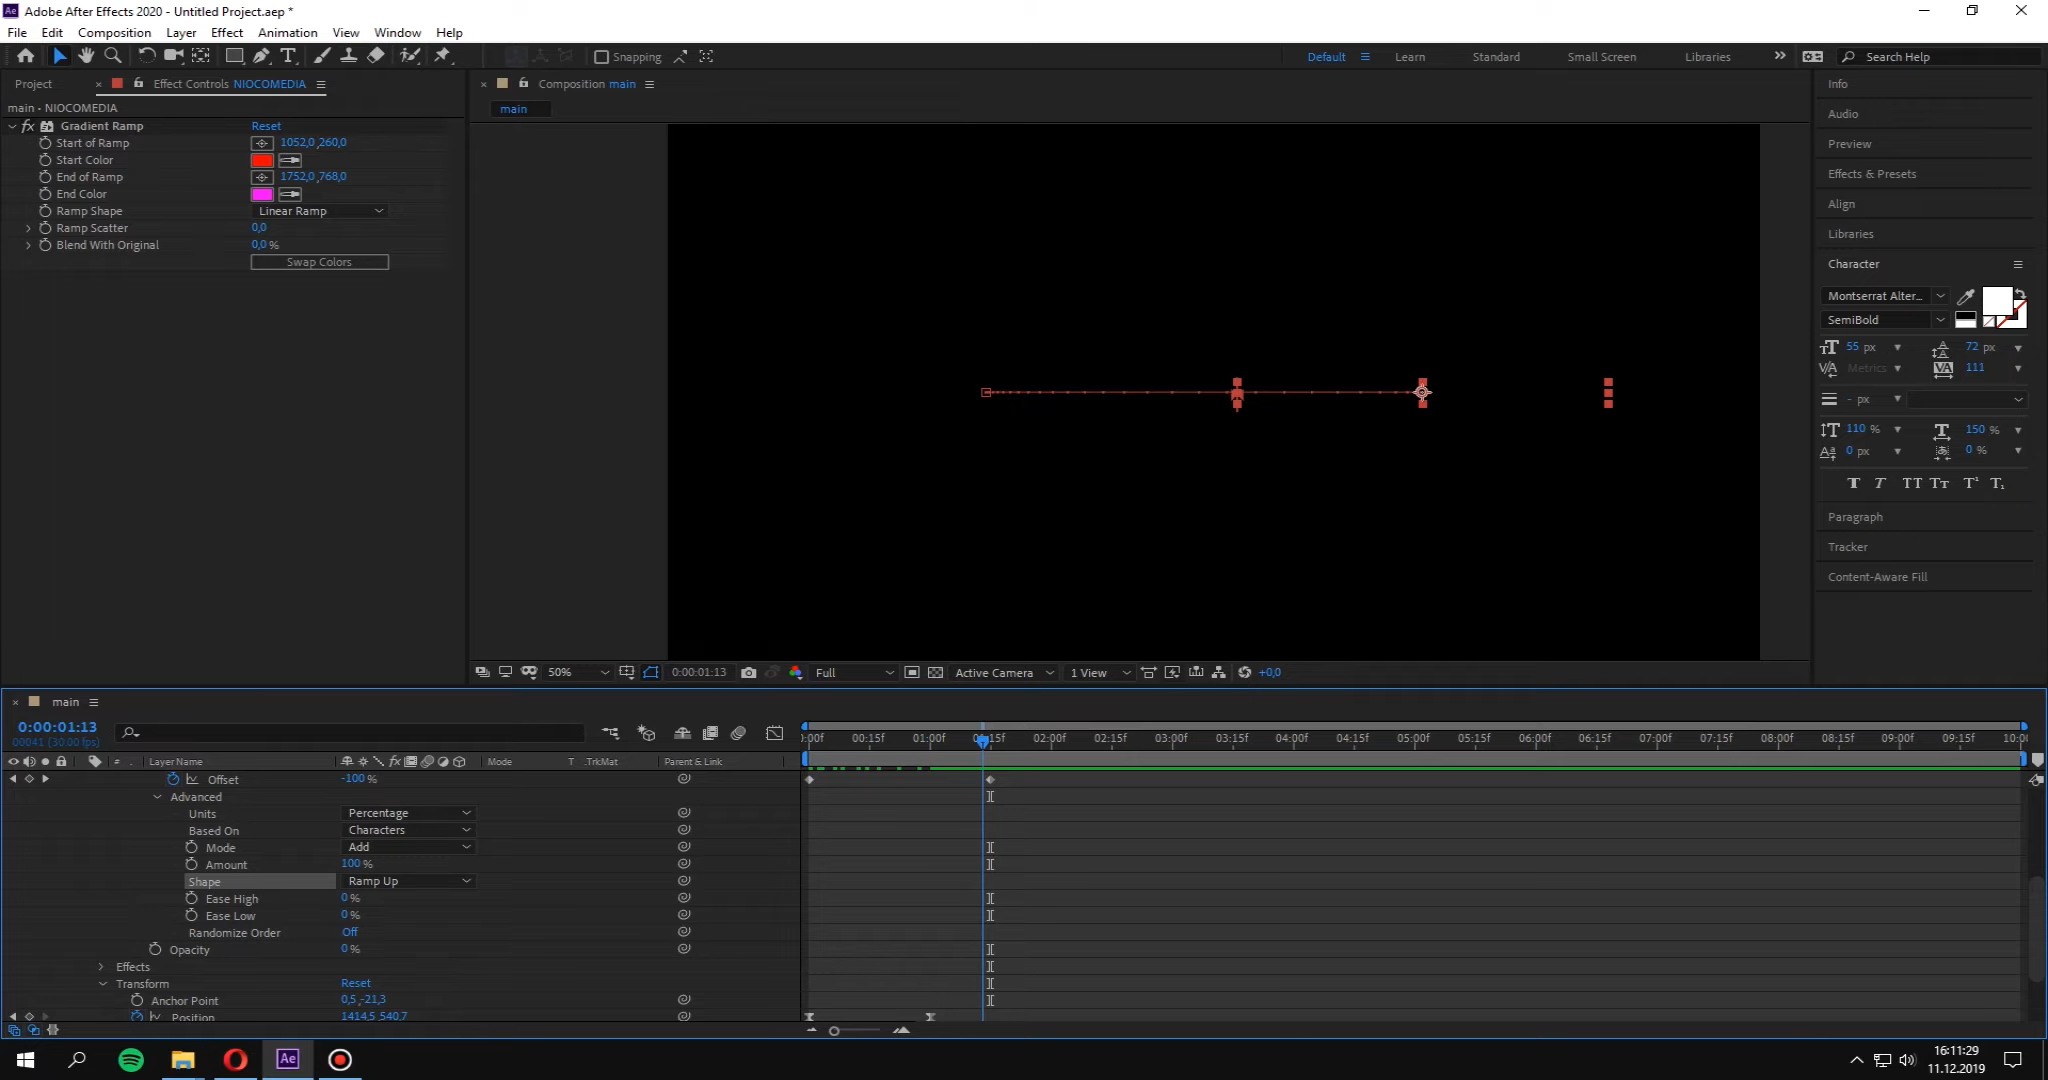 Adobe After Effects 2020 - Untitled Project.aep *
File Edit Composition Layer Effect Animation View Window Help
Snapping
Default Learn Standard Small Screen Libraries Search Help
Project Effect Controls NIOCOMEDIA
main • NIOCOMEDIA
fx Gradient Ramp Reset
Start of Ramp 1052,0 ,260,0
Start Color
End of Ramp 1752,0 ,768,0
End Color
Ramp Shape Linear Ramp
Ramp Scatter 0,0
Blend With Original 0,0 %
Swap Colors
Composition main
main
50% 0:00:01:13 Full Active Camera 1 View +0,0
Info
Audio
Preview
Effects & Presets
Align
Libraries
Character
Montserrat Alter...
SemiBold
55 px 72 px
Metrics 111
- px
110 % 150 %
0 px 0 %
Paragraph
Tracker
Content-Aware Fill
main
0:00:01:13
00041 (30.00 fps)
:00f 00:15f 01:00f 02:00f 02:15f 03:00f 03:15f 04:00f 04:15f 05:00f 05:15f 06:00f 06:15f 07:00f 07:15f 08:00f 08:15f 09:00f 09:15f
# Layer Name Mode T .TrkMat Parent & Link
Offset -100 %
Advanced
Units Percentage
Based On Characters
Mode Add
Amount 100 %
Shape Ramp Up
Ease High 0 %
Ease Low 0 %
Randomize Order Off
Opacity 0 %
Effects
Transform Reset
Anchor Point 0,5 ,-21,3
Position 1414,5 ,540,7
Ae
16:11:29
11.12.2019